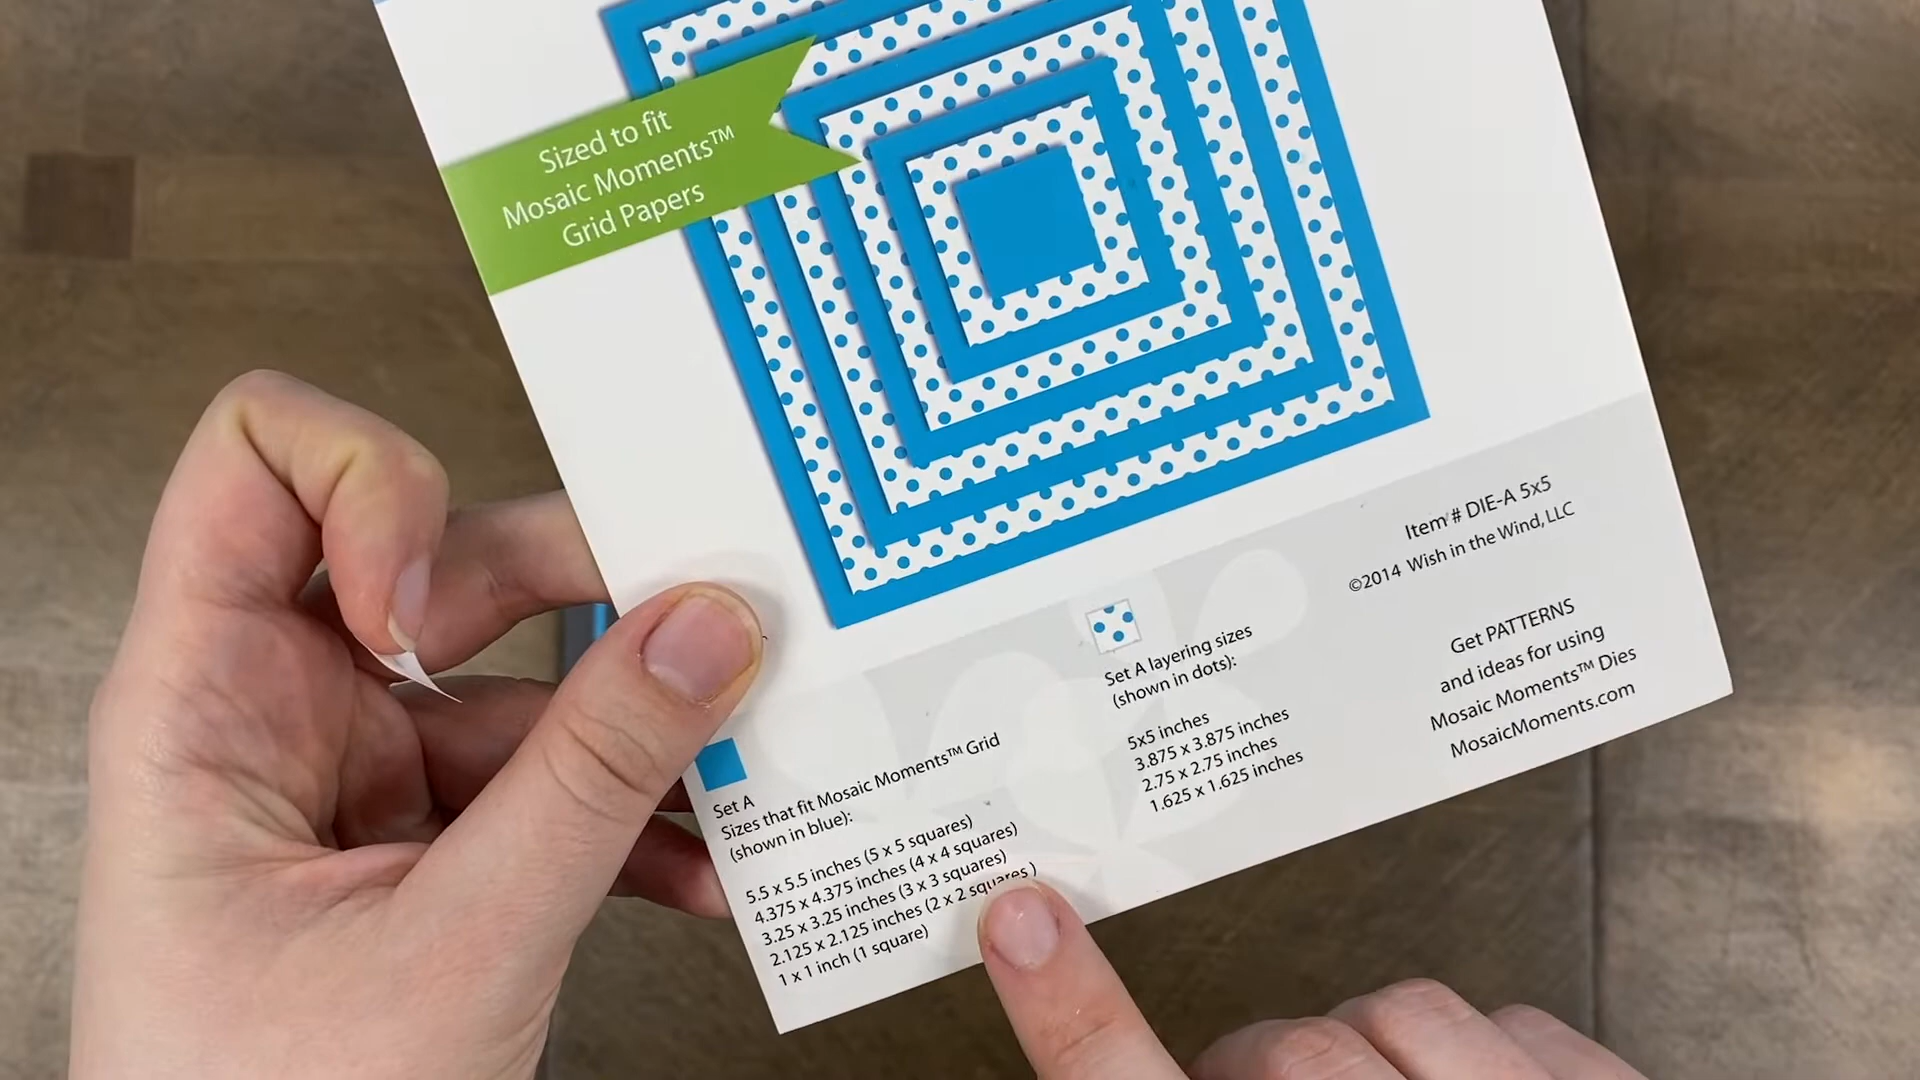 Sized to fit
Mosaic Moments™
Grid Papers
Item # DIE-A 5x5
©2014 Wish in the Wind, LLC
Get PATTERNS
and ideas for using
Mosaic Moments™ Dies
MosaicMoments.com
Set A layering sizes
(shown in dots):
5x5 inches
3.875 x 3.875 inches
2.75 x 2.75 inches
1.625 x 1.625 inches
Set A
Sizes that fit Mosaic Moments™ Grid
(shown in blue):
5.5 x 5.5 inches (5 x 5 squares)
4.375 x 4.375 inches (4 x 4 squares)
3.25 x 3.25 inches (3 x 3 squares)
2.125 x 2.125 inches (2 x 2 squares )
1 x 1 inch (1 square)